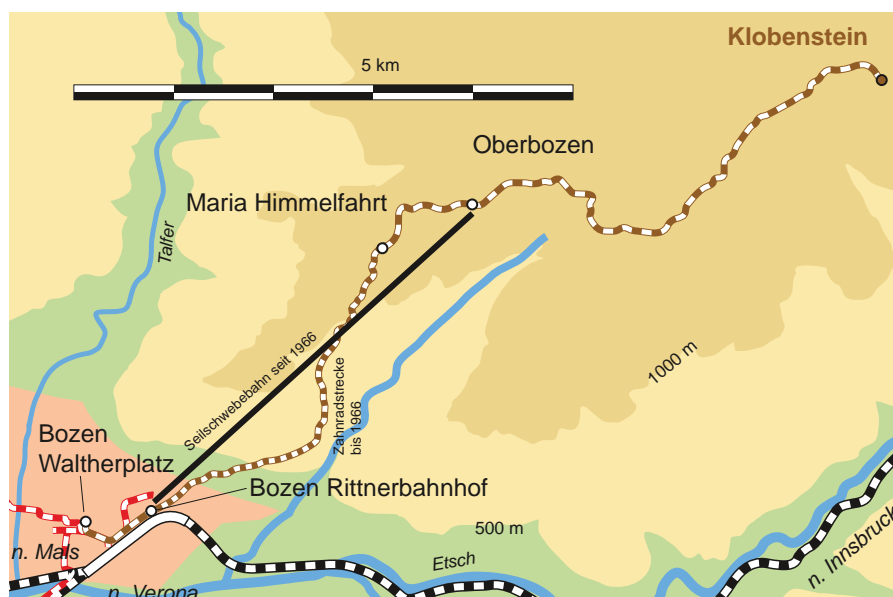 Klobenstein
5 km
Oberbozen
Maria Himmelfahrt
Talfer
Seilschwebebahn seit 1966
Zahnradstrecke
bis 1966
1000 m
Bozen
Waltherplatz
Bozen Rittnerbahnhof
500 m
n. Mals
Etsch
n. Innsbruck
n. Verona